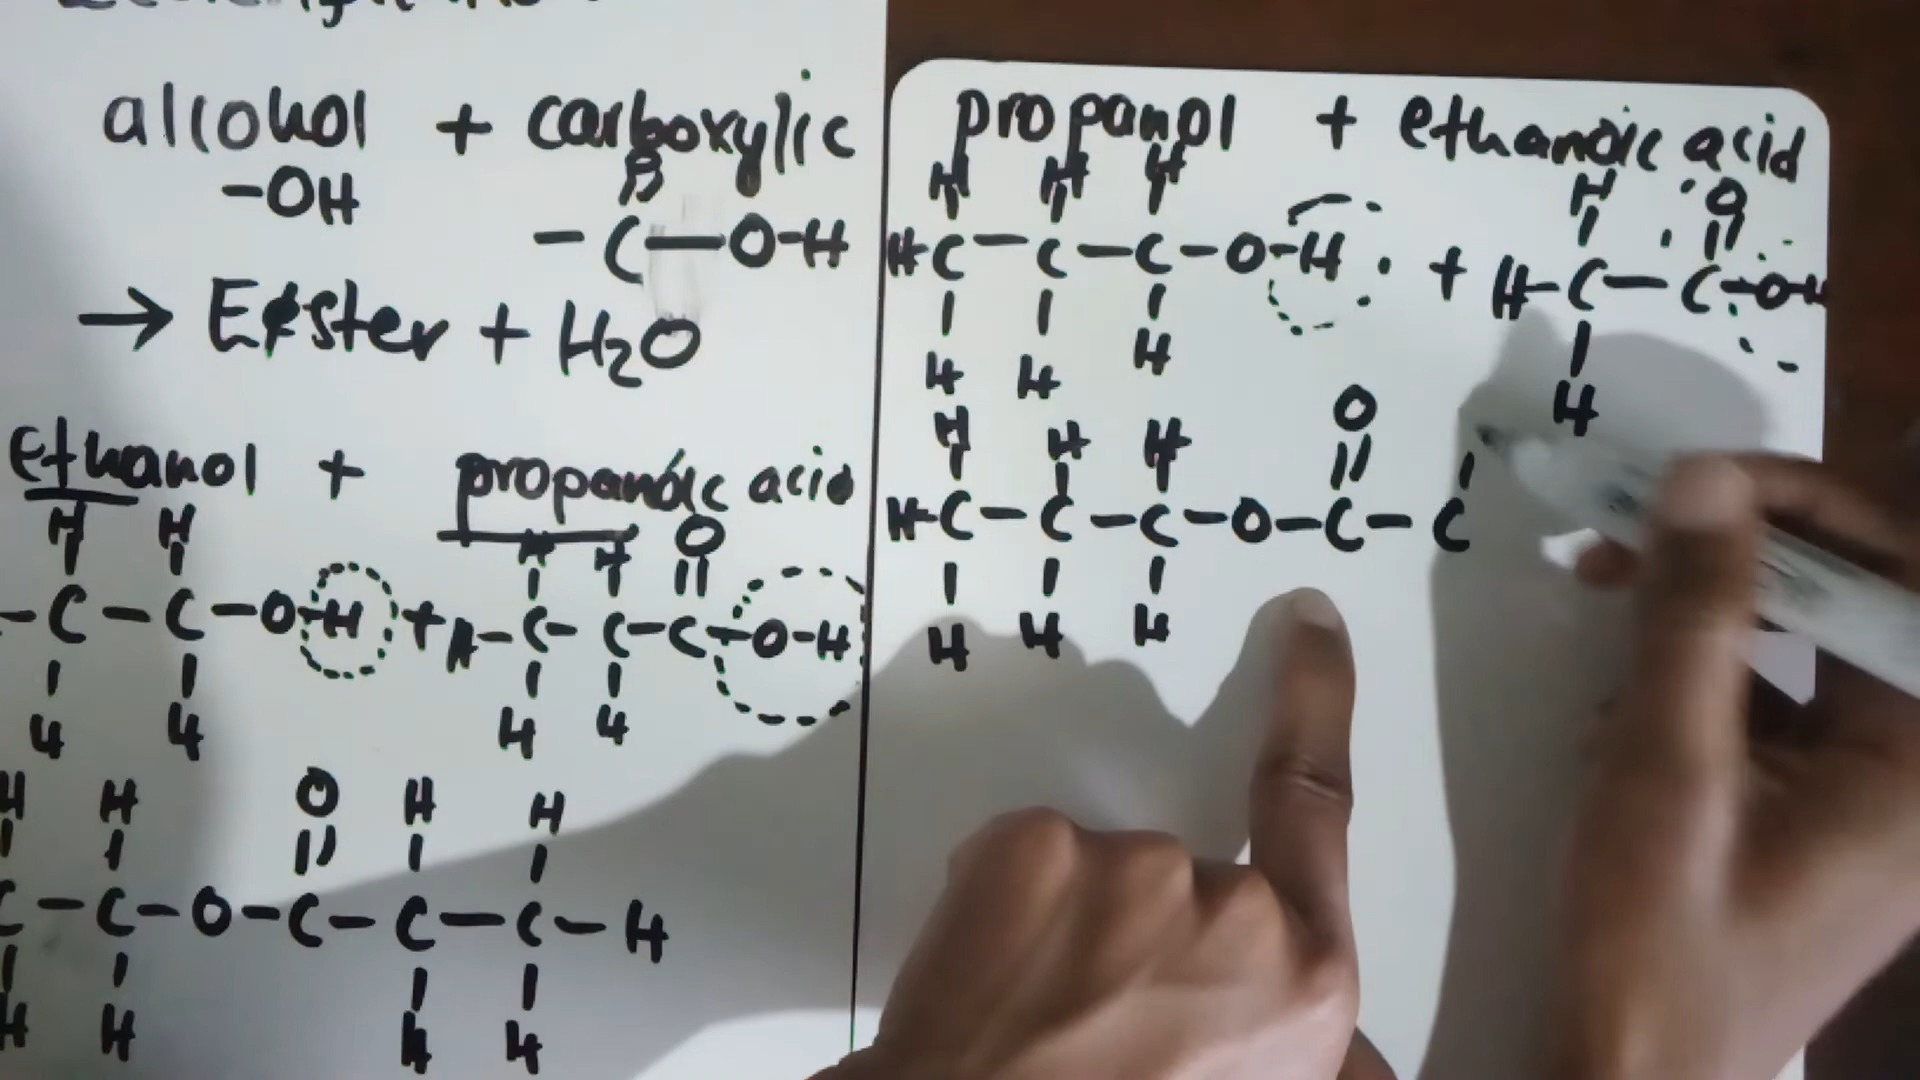 alcohol + carboxylic
-OH
O
- C — O - H
→ Ester + H2O
Ethanol + propanoic acid
H H H H O
- C - C - O - H + H - C - C - C - O - H
H H H H
H H O H H
C - C - O - C - C - C - H
H H H H
propanol + ethanoic acid
H H H H O
H C - C - C - O - H + H - C - C - O - H
H H H H
H H H O
H - C - C - C - O - C - C
H H H